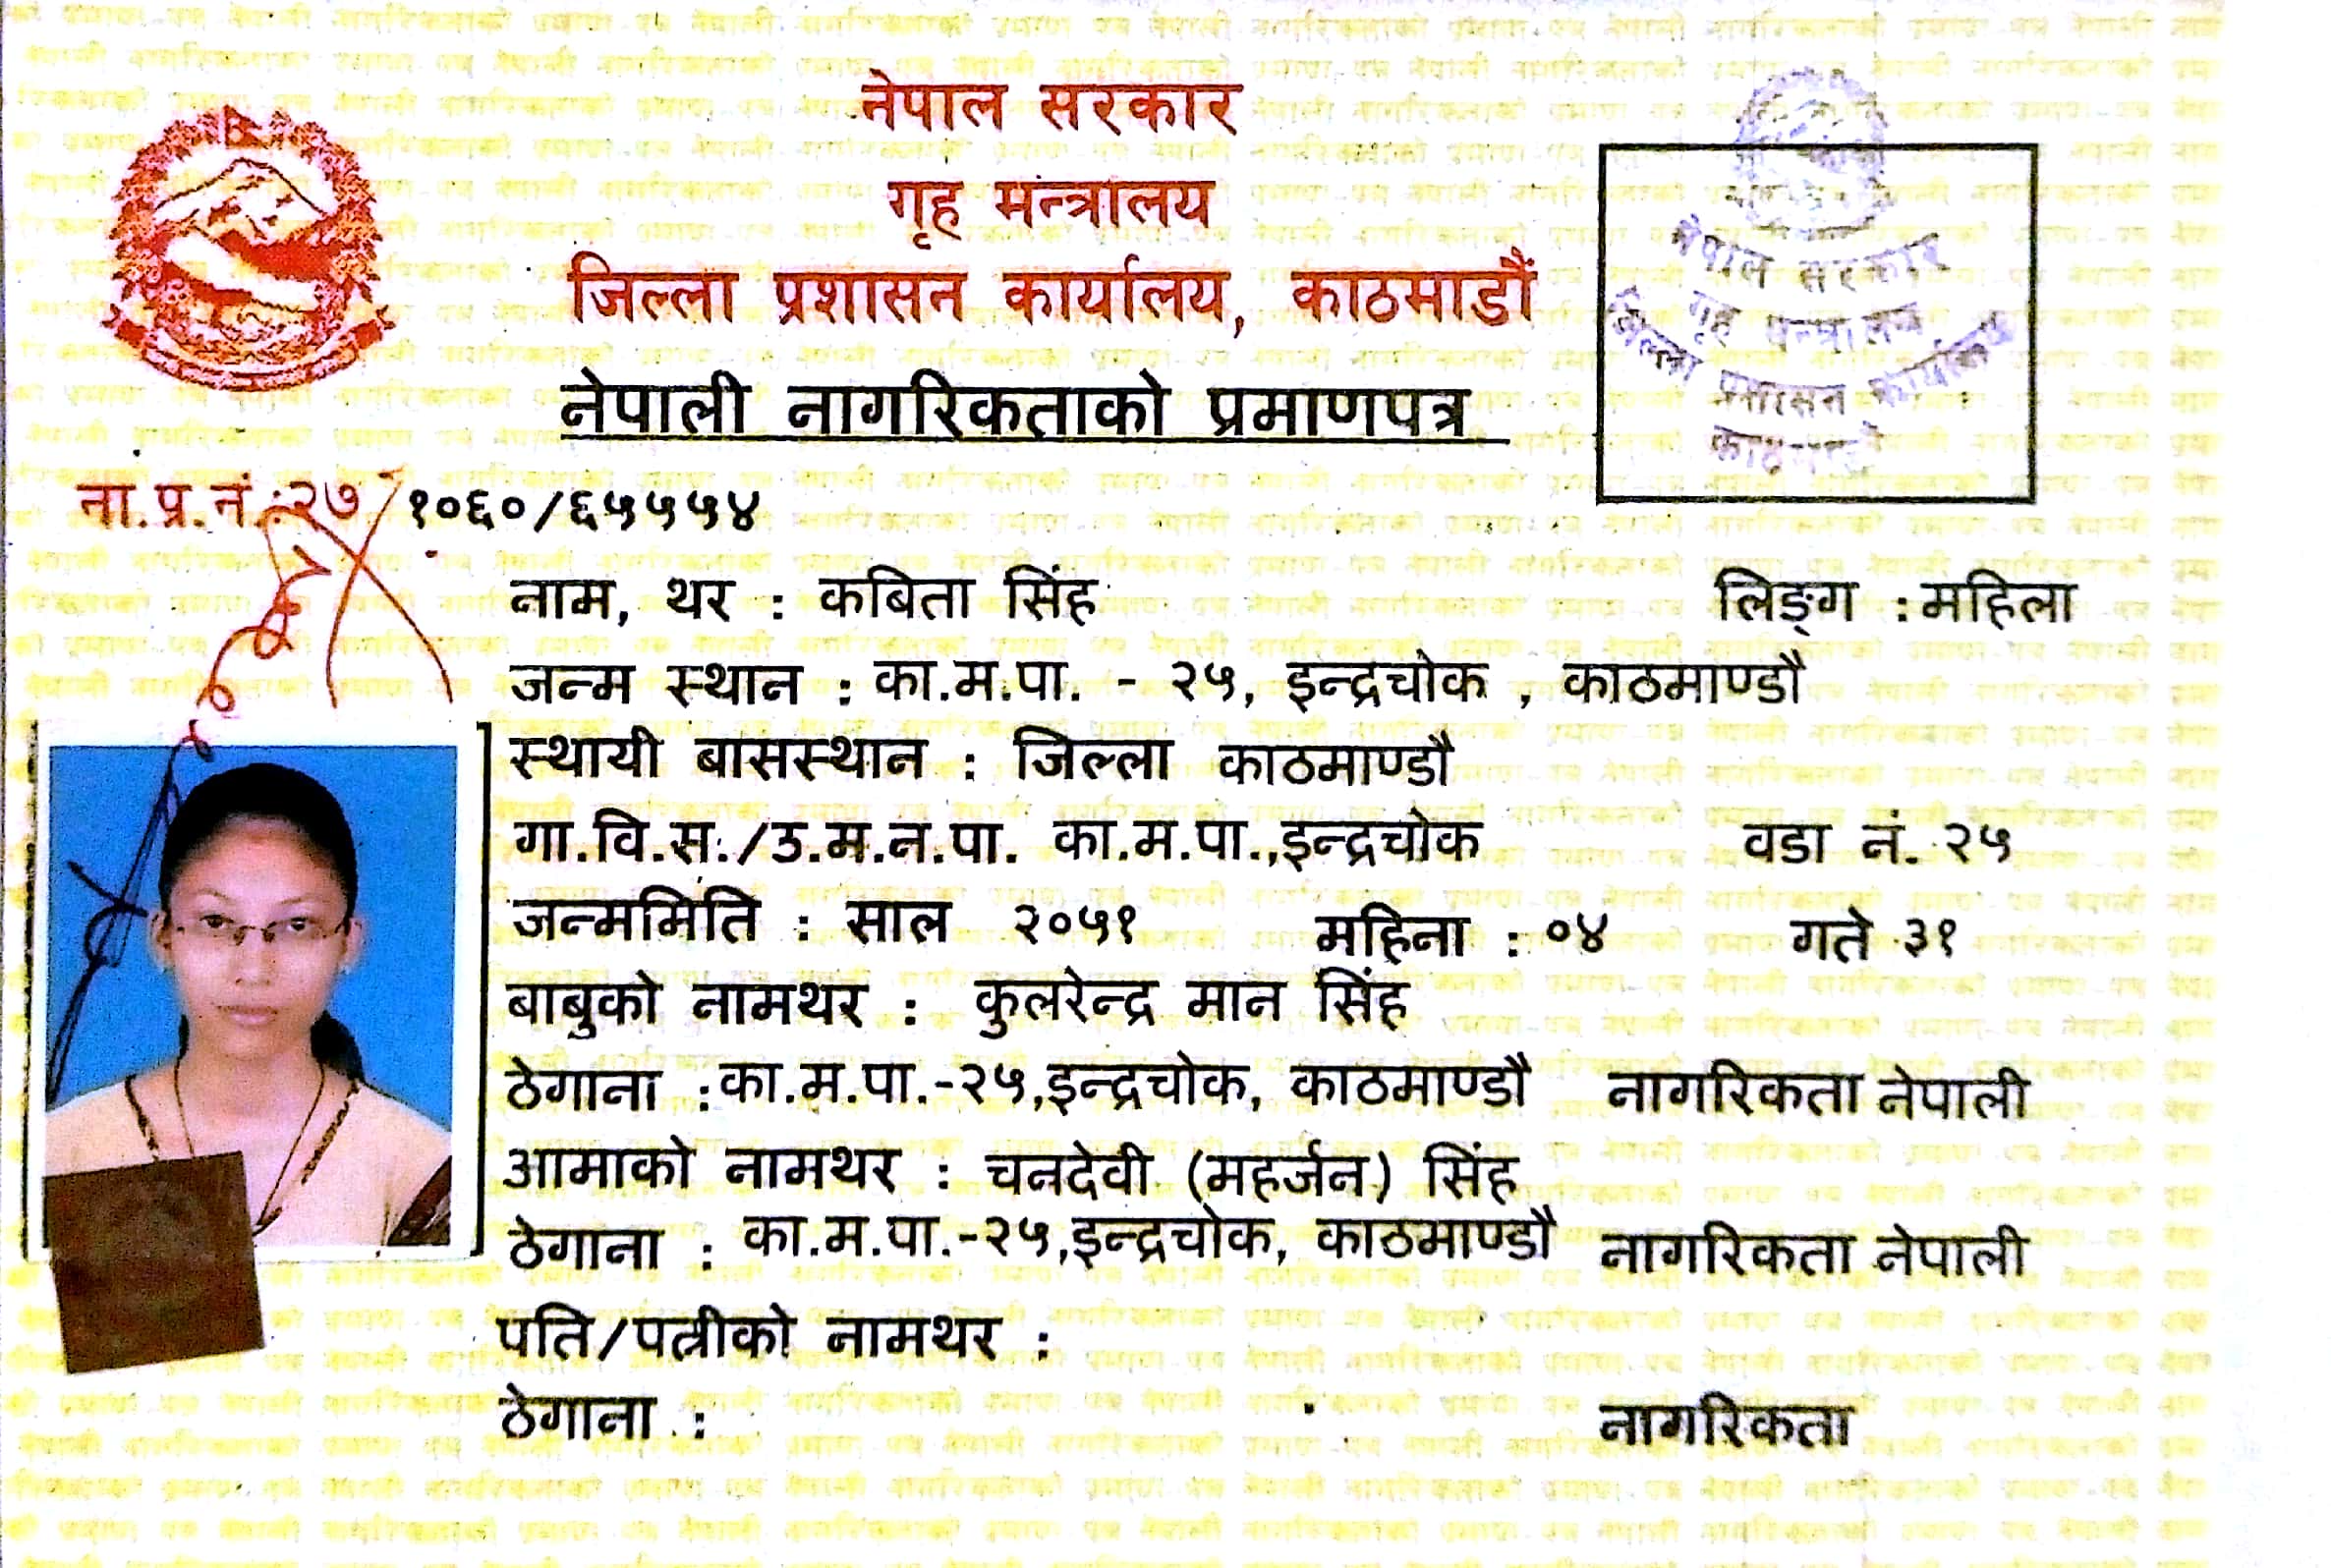 नेपाल सरकार
गृह मन्त्रालय
जिल्ला प्रशासन कार्यालय, काठमाडौं
नेपाली नागरिकताको प्रमाणपत्र
नेपाल सरकार
गृह मन्त्रालय
जिल्ला प्रशासन कार्यालय
ना.प्र.नं.:२७/१०६०/६५५५४
नाम, थर : कबिता सिंह लिङ्ग : महिला
जन्म स्थान : का.म.पा. - २५, इन्द्रचोक , काठमाण्डौ
स्थायी बासस्थान : जिल्ला काठमाण्डौ
गा.वि.स./उ.म.न.पा. का.म.पा.,इन्द्रचोक वडा नं. २५
जन्ममिति : साल २०५१ महिना : ०४ गते ३१
बाबुको नामथर : कुलरेन्द्र मान सिंह
ठेगाना :का.म.पा.-२५,इन्द्रचोक, काठमाण्डौ नागरिकता नेपाली
आमाको नामथर : चनदेवी (महर्जन) सिंह
ठेगाना : का.म.पा.-२५,इन्द्रचोक, काठमाण्डौ नागरिकता नेपाली
पति/पत्नीको नामथर :
ठेगाना : नागरिकता